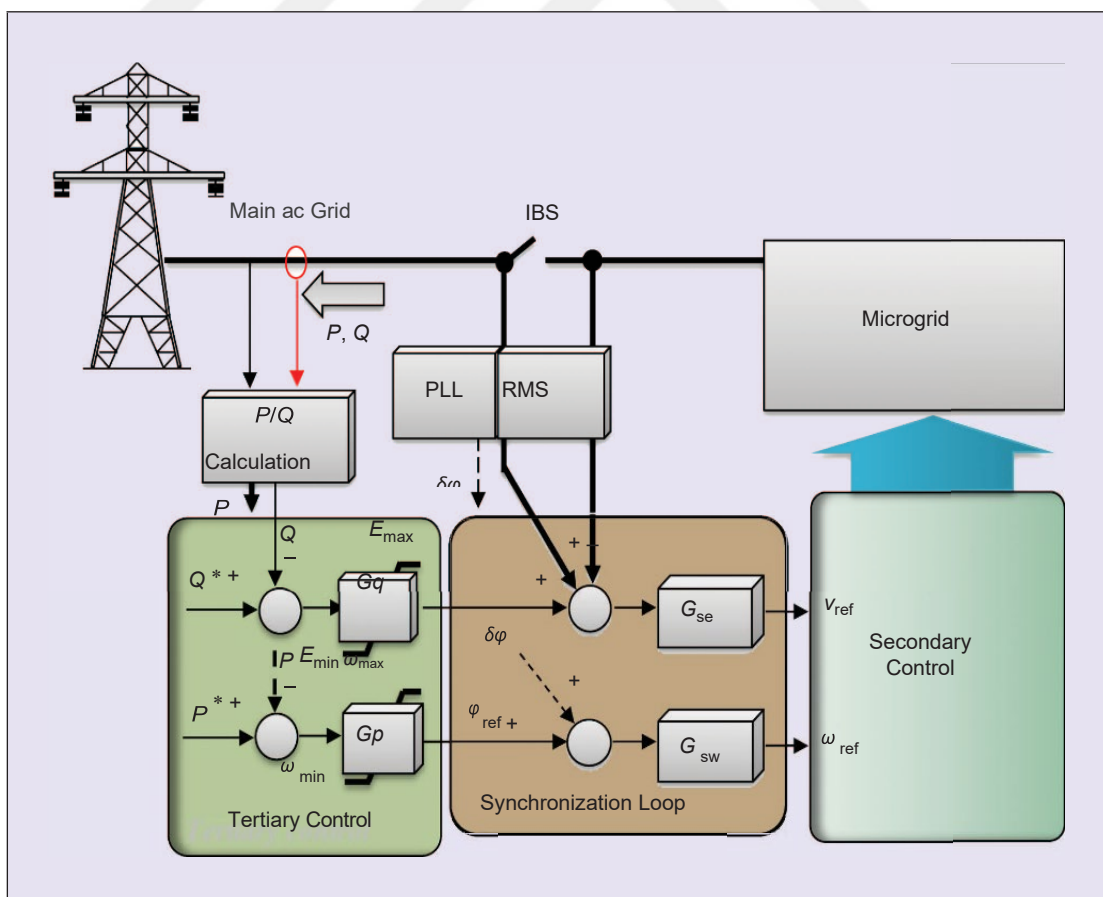 Main ac Grid
IBS
P, Q
Microgrid
PLL
RMS
P/Q
Calculation
δφ
P
Q
−
E max
+ −
Q * +
Gq
+
G se
v ref
Secondary
Control
P
E min
ω max
δφ
−
+
P * +
Gp
φ ref +
G sw
ω ref
ω min
Synchronization Loop
Tertiary Control